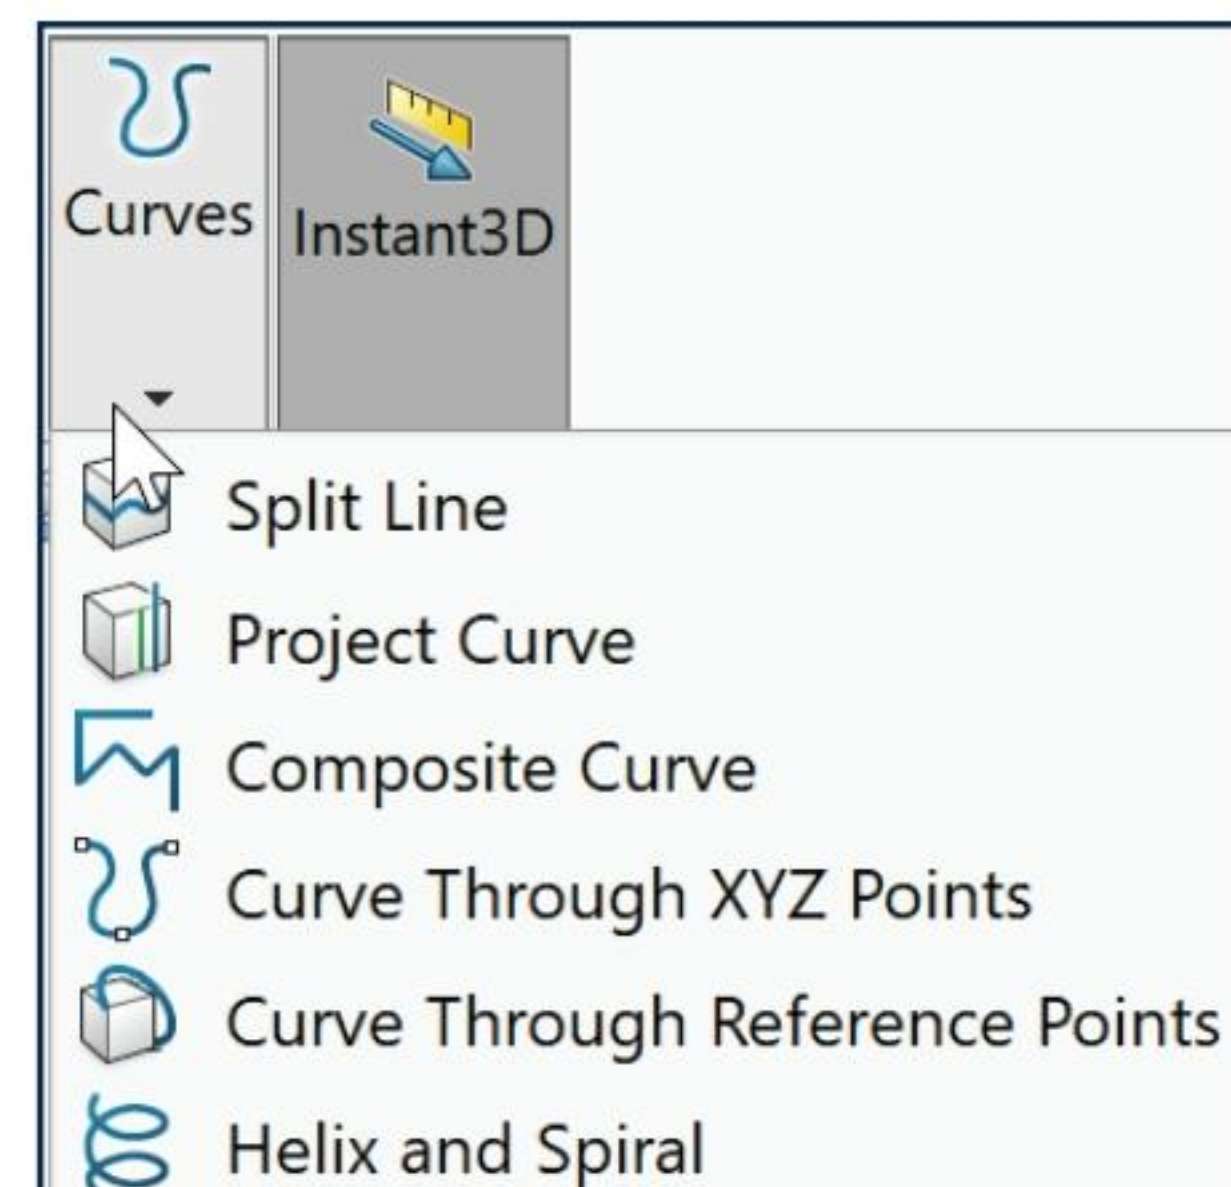 Curves
Instant3D
Split Line
Project Curve
Composite Curve
Curve Through XYZ Points
Curve Through Reference Points
Helix and Spiral